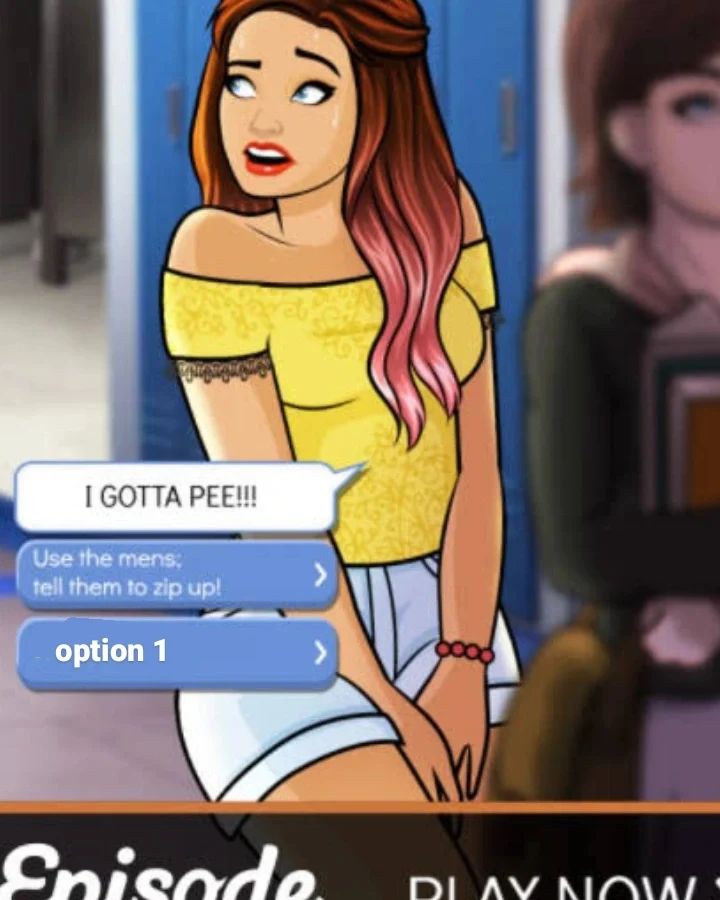 I GOTTA PEE!!!
Use the mens;
tell them to zip up!
option 1
Episode
PLAY NOW